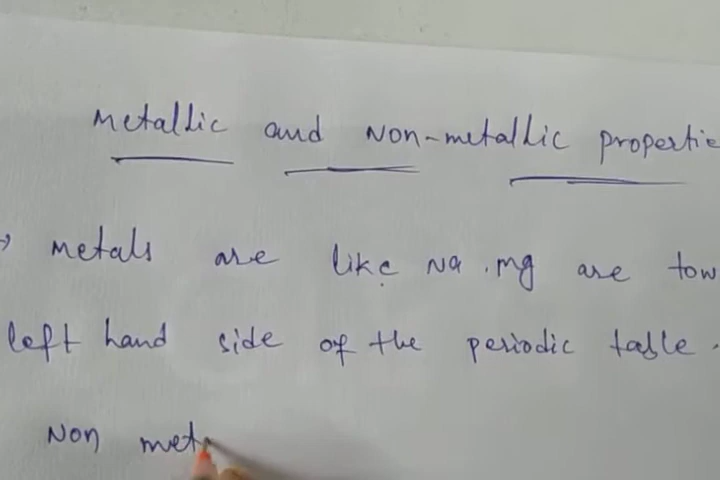 Metallic and Non-metallic propertie
→ metals are like Na, mg are tow
left hand side of the periodic table.
Non met